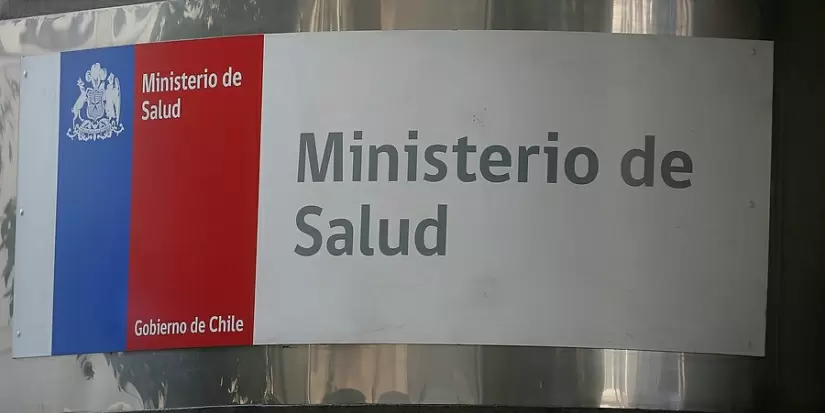 Ministerio de
Salud
Gobierno de Chile
Ministerio de
Salud